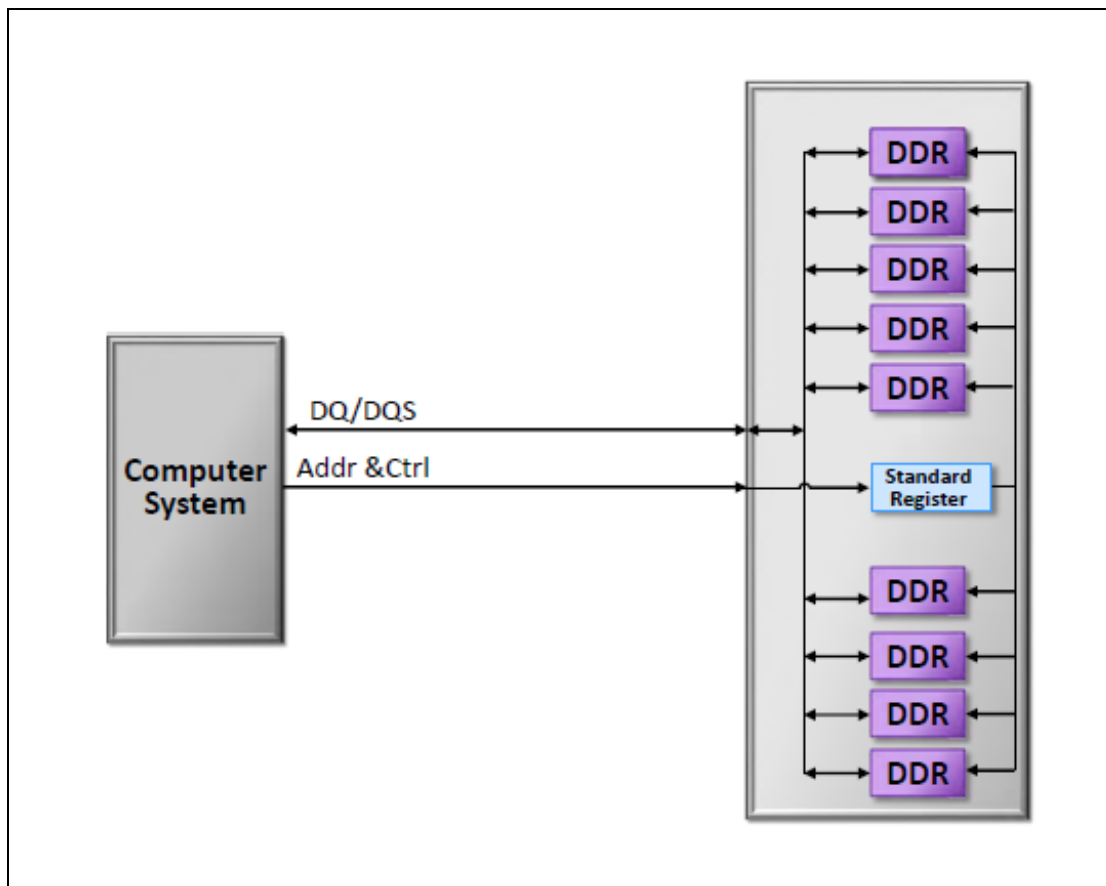 DDR
DDR
DDR
DDR
DDR
DQ/DQS
Addr &Ctrl
Computer
System
Standard
Register
DDR
DDR
DDR
DDR